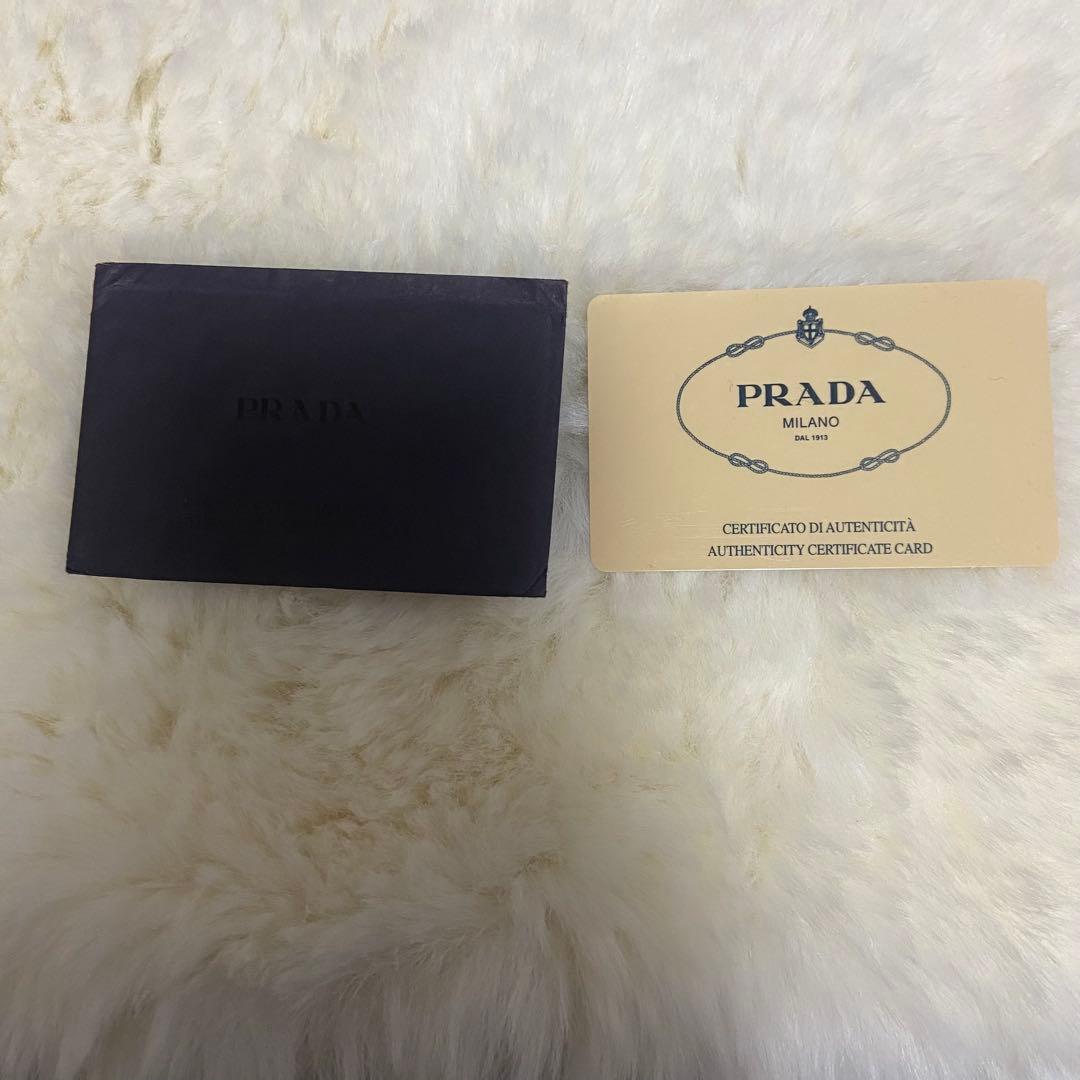 PRADA
PRADA
MILANO
DAL 1913
CERTIFICATO DI AUTENTICITÀ
AUTHENTICITY CERTIFICATE CARD